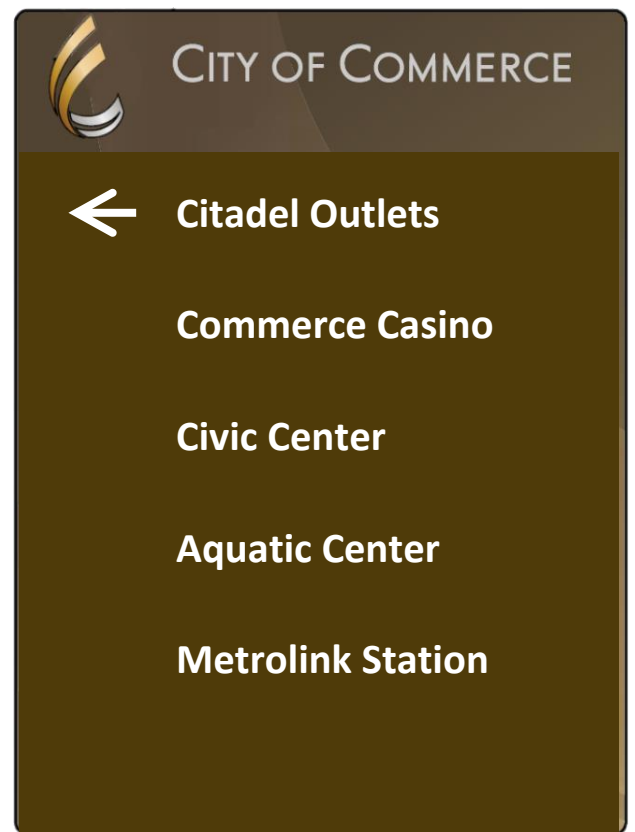 CITY OF COMMERCE
Citadel Outlets
Commerce Casino
Civic Center
Aquatic Center
Metrolink Station